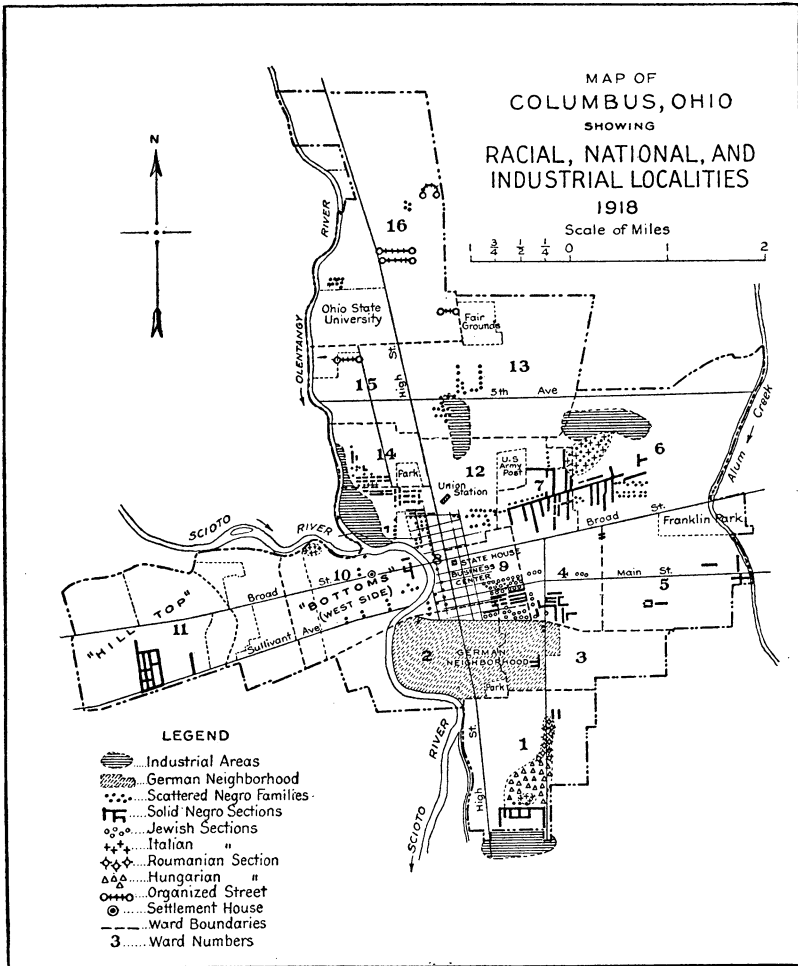 MAP OF
COLUMBUS, OHIO
SHOWING
RACIAL, NATIONAL, AND
INDUSTRIAL LOCALITIES
1918
Scale of Miles
1 3/4 1/2 1/4 0 1 2
N
RIVER
OLENTANGY
16
Ohio State
University
Fair
Grounds
High St.
15
13
5th Ave
Alum Creek
14
Park
12
U.S.
Army
Post
6
7
Union
Station
Broad St.
Franklin Park
SCIOTO RIVER
8
STATE HOUSE
BUSINESS
CENTER
9
4
Main St.
5
10
Broad St.
"BOTTOMS"
(WEST SIDE)
"HILL TOP"
11
Sullivant Ave.
2
GERMAN
NEIGHBORHOOD
3
Park
1
High St.
SCIOTO RIVER
LEGEND
Industrial Areas
German Neighborhood
Scattered Negro Families
Solid Negro Sections
Jewish Sections
Italian "
Roumanian Section
Hungarian "
Organized Street
Settlement House
Ward Boundaries
3 Ward Numbers